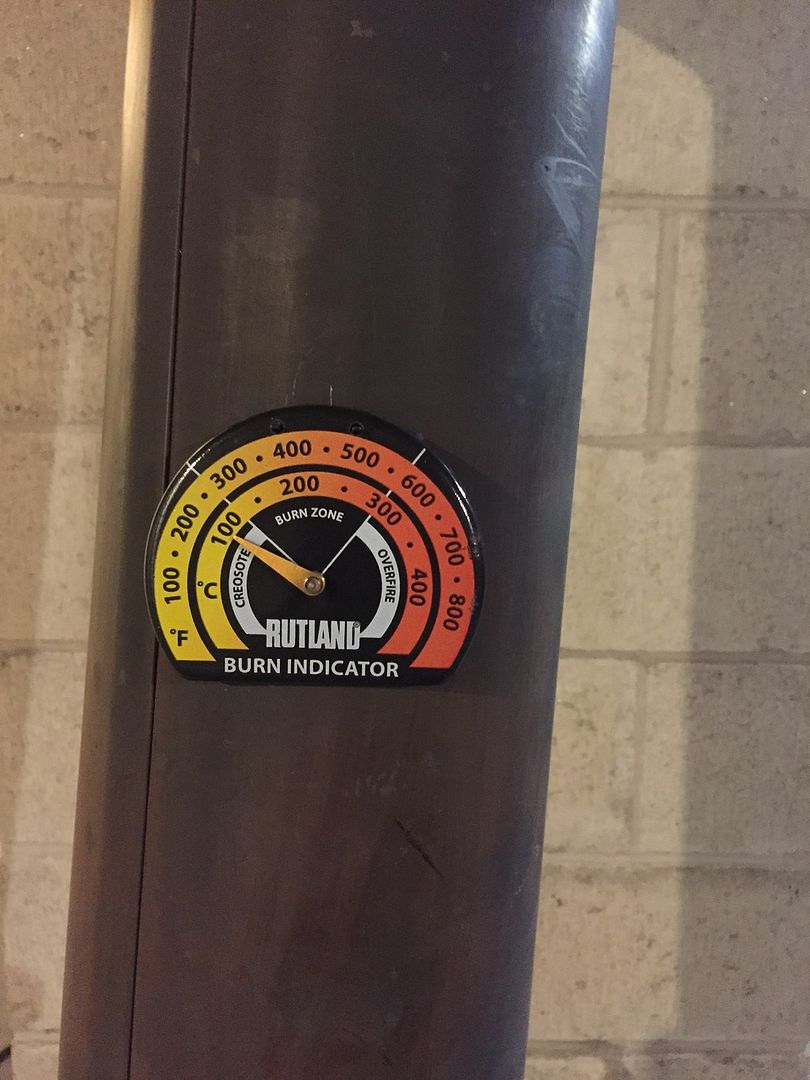 100 • 200 • 300 • 400 • 500 • 600 • 700 • 800
°F
100 • 200 • 300 • 400
°C
CREOSOTE
BURN ZONE
OVERFIRE
RUTLAND®
BURN INDICATOR